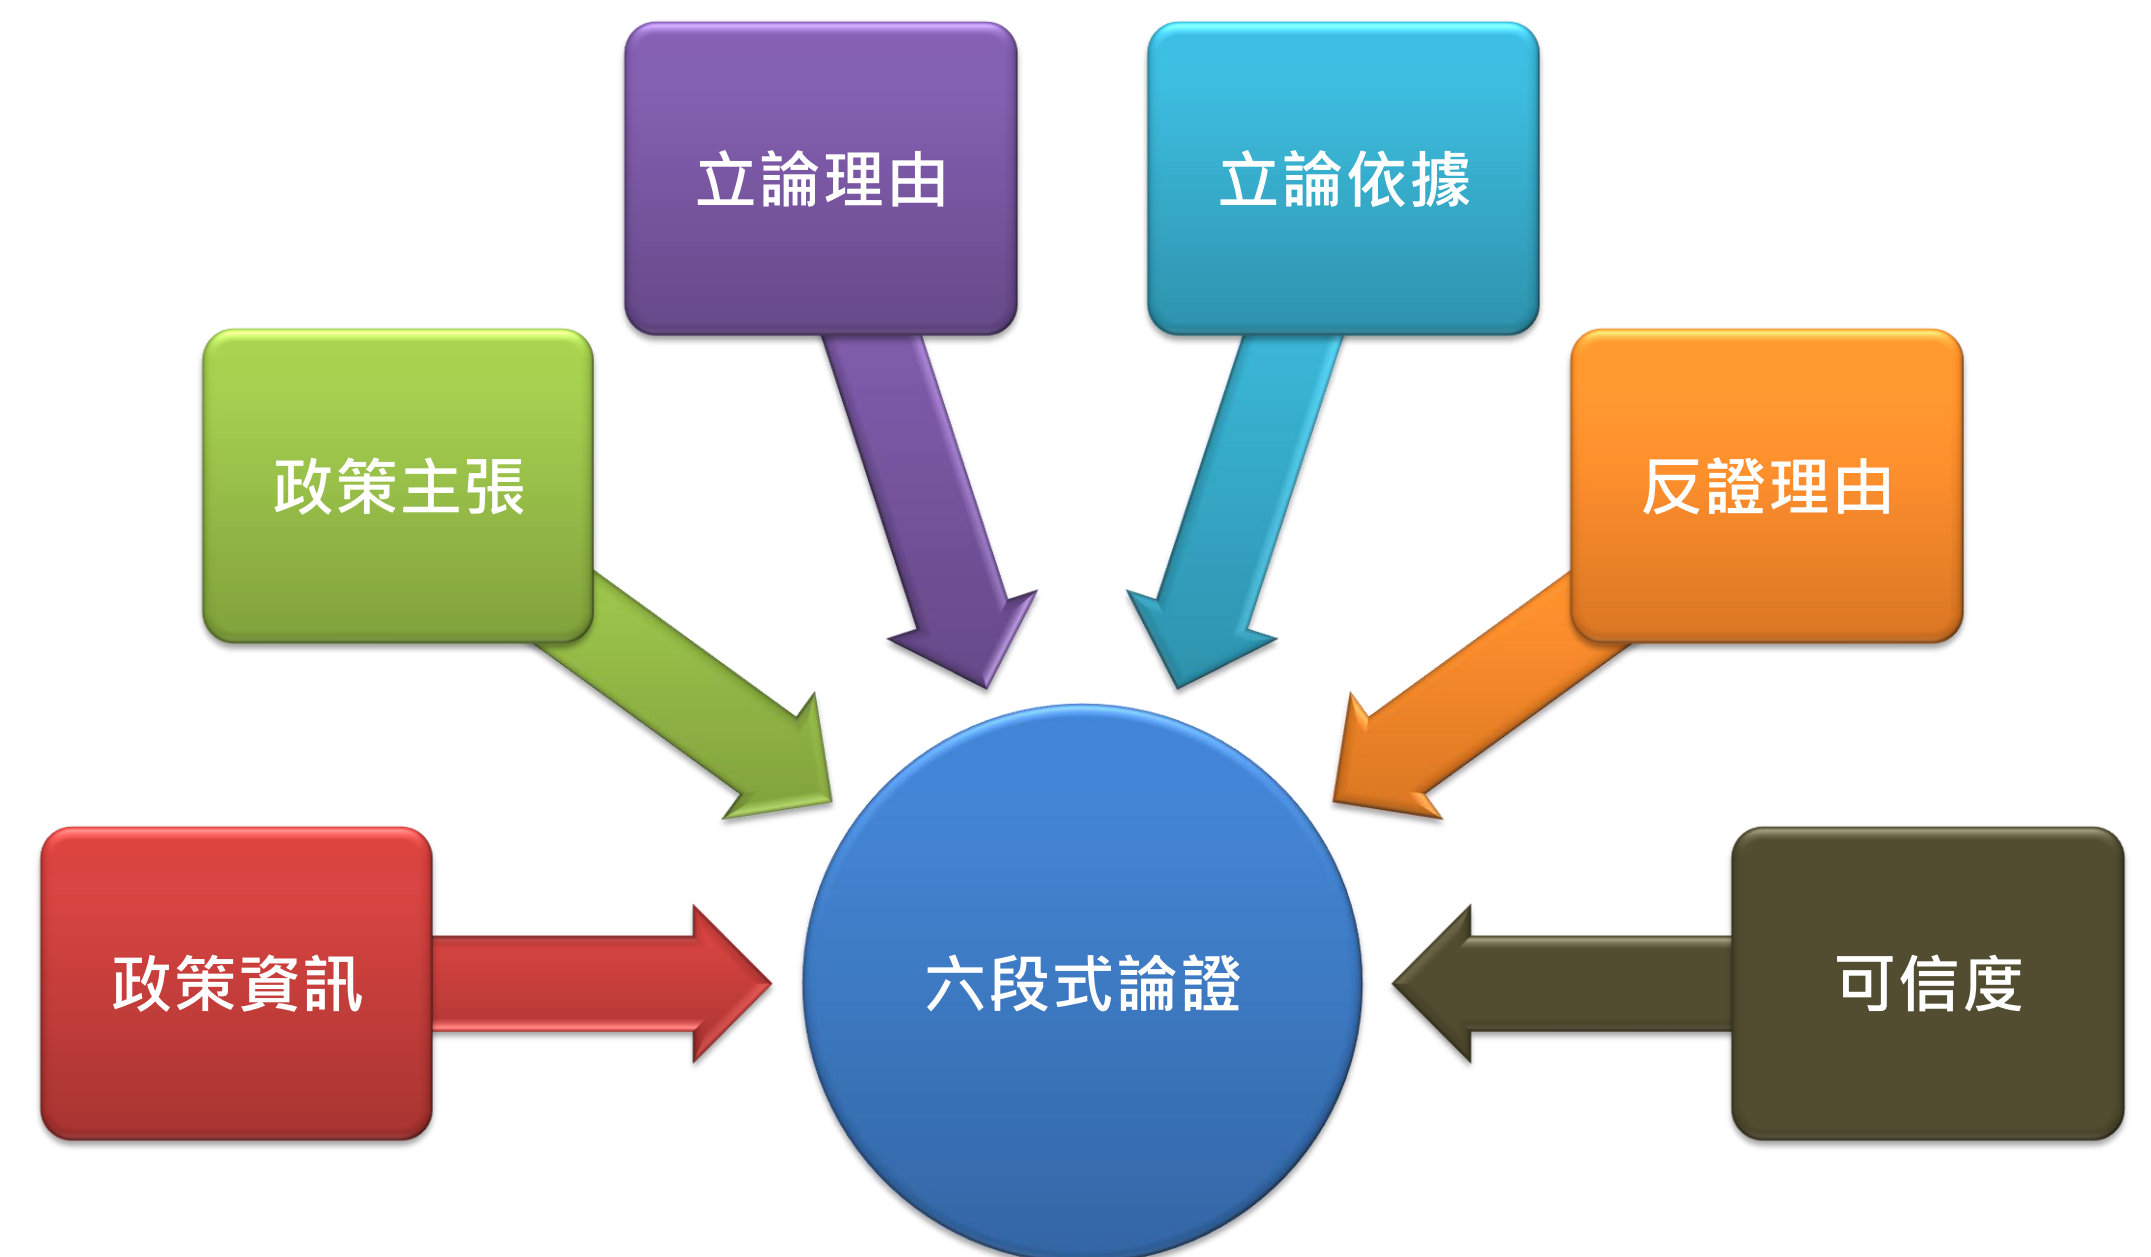 立論理由
立論依據
政策主張
反證理由
政策資訊
六段式論證
可信度